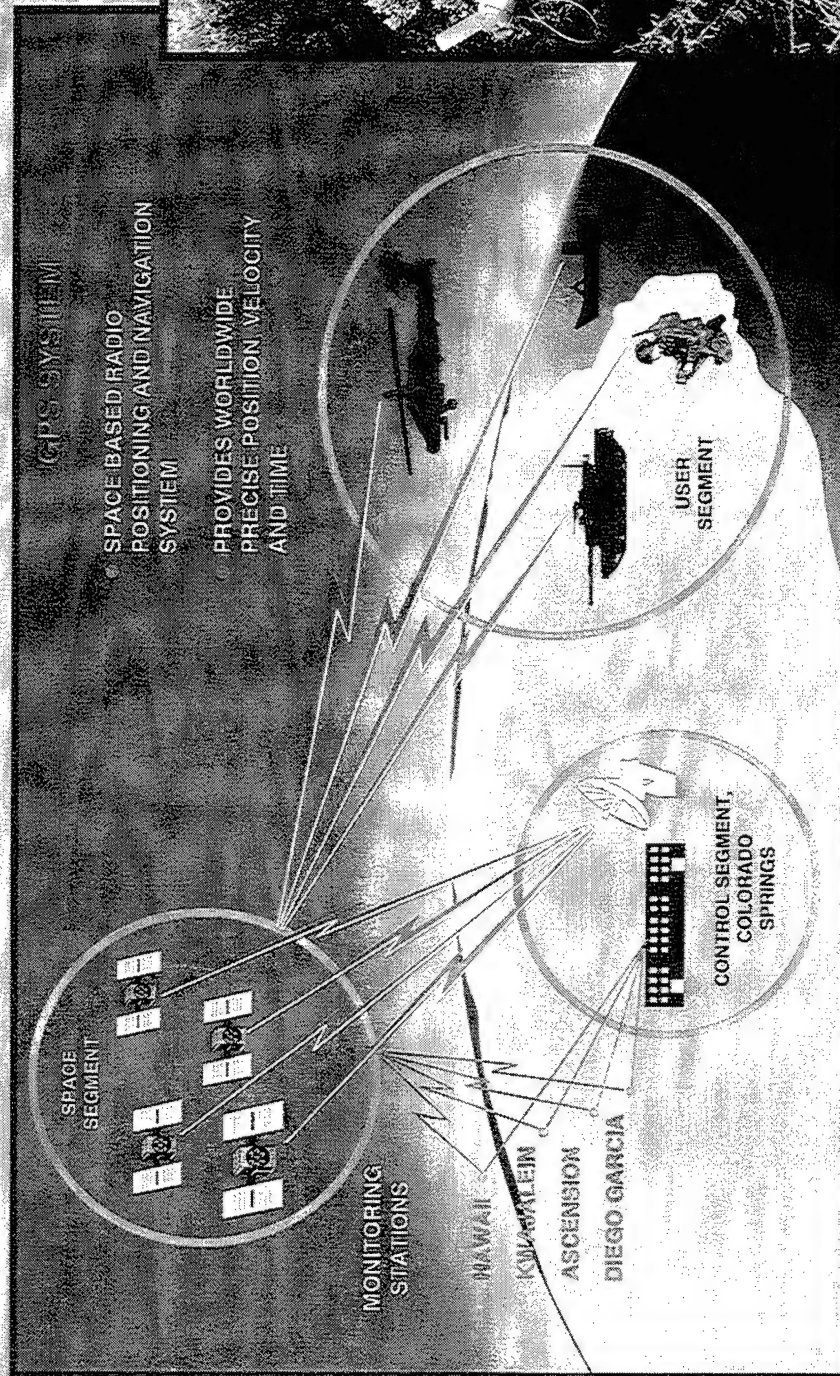 GPS SYSTEM
SPACE BASED RADIO
POSITIONING AND NAVIGATION
SYSTEM
PROVIDES WORLDWIDE
PRECISE POSITION VELOCITY
AND TIME
SPACE
SEGMENT
MONITORING
STATIONS
HAWAII
KWAJALEIN
ASCENSION
DIEGO GARCIA
CONTROL SEGMENT,
COLORADO
SPRINGS
USER
SEGMENT